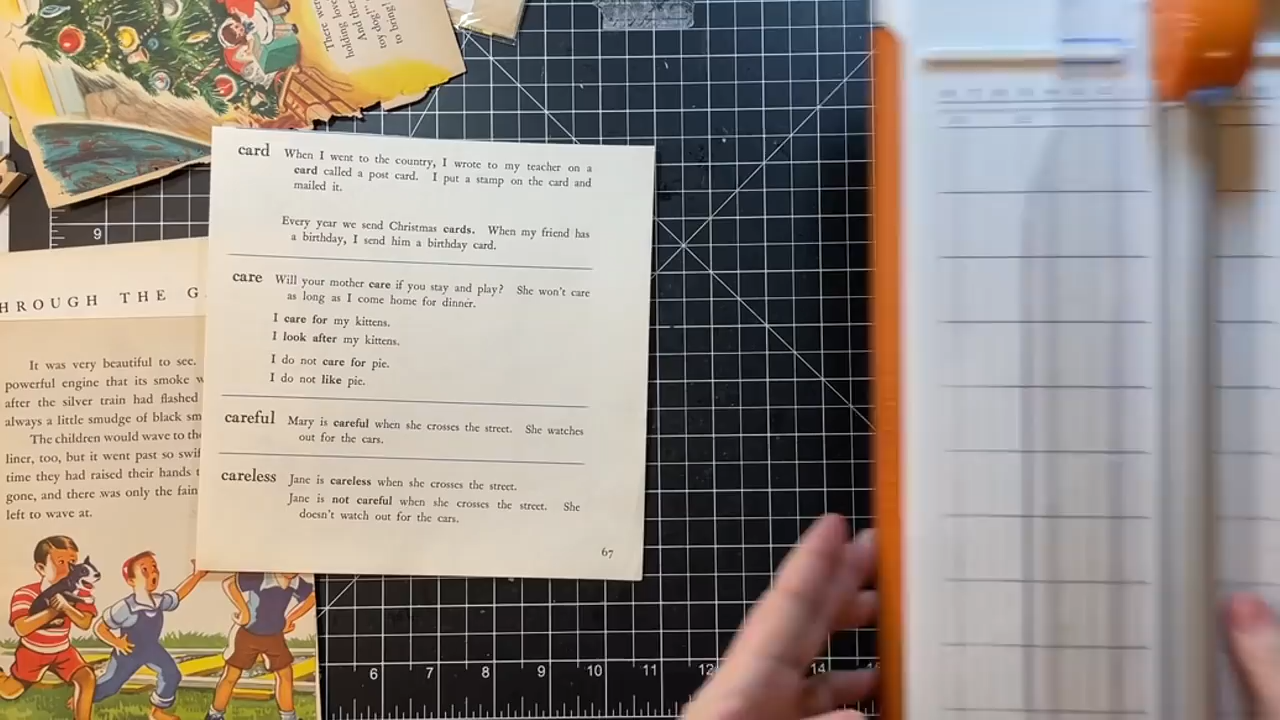 There were
holding love
And the
toy dog!"
to bring!
card When I went to the country, I wrote to my teacher on a
card called a post card. I put a stamp on the card and
mailed it.
Every year we send Christmas cards. When my friend has
a birthday, I send him a birthday card.
care Will your mother care if you stay and play? She won't care
as long as I come home for dinner.
I care for my kittens.
I look after my kittens.
I do not care for pie.
I do not like pie.
careful Mary is careful when she crosses the street. She watches
out for the cars.
careless Jane is careless when she crosses the street.
Jane is not careful when she crosses the street. She
doesn't watch out for the cars.
67
HROUGH THE G
It was very beautiful to see.
powerful engine that its smoke w
after the silver train had flashed
always a little smudge of black sm
The children would wave to the
liner, too, but it went past so swif
time they had raised their hands t
gone, and there was only the fain
left to wave at.
9
6 7 8 9 10 11 12 14